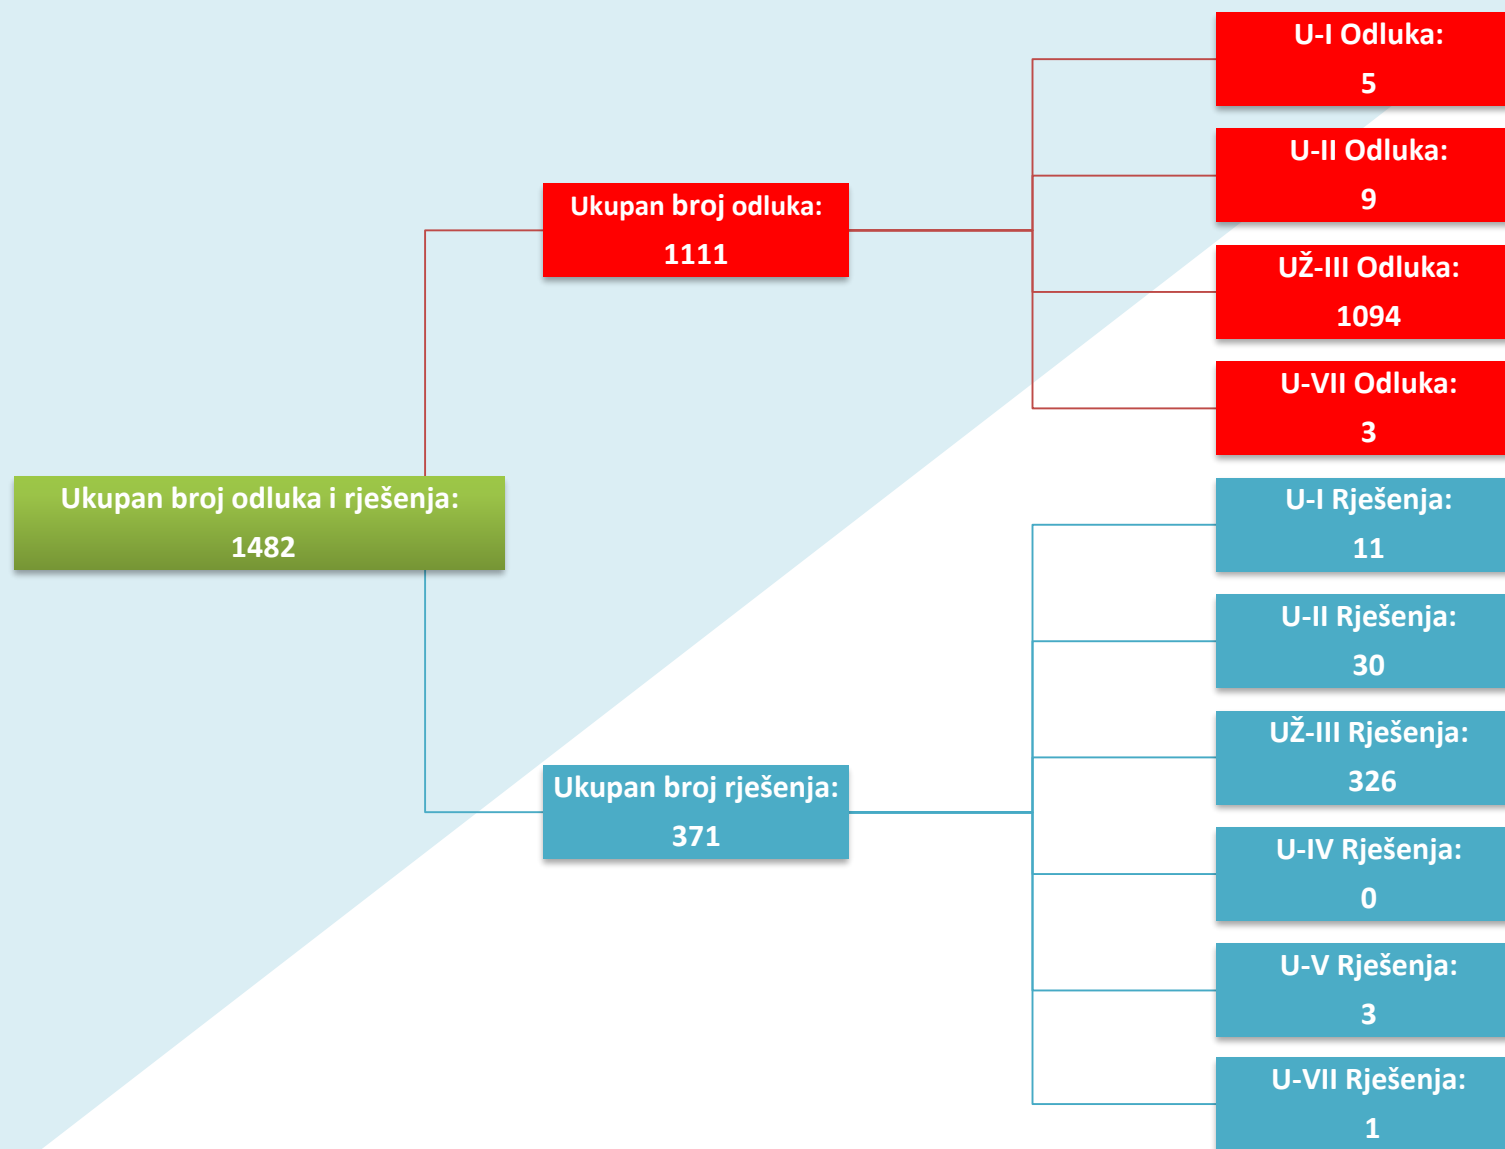 Ukupan broj odluka i rješenja:
1482
Ukupan broj odluka:
1111
U-I Odluka:
5
U-II Odluka:
9
UŽ-III Odluka:
1094
U-VII Odluka:
3
Ukupan broj rješenja:
371
U-I Rješenja:
11
U-II Rješenja:
30
UŽ-III Rješenja:
326
U-IV Rješenja:
0
U-V Rješenja:
3
U-VII Rješenja:
1